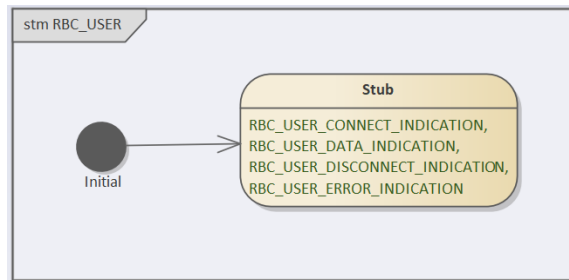 stm RBC_USER
Stub
RBC_USER_CONNECT_INDICATION,
RBC_USER_DATA_INDICATION,
RBC_USER_DISCONNECT_INDICATION,
RBC_USER_ERROR_INDICATION
Initial